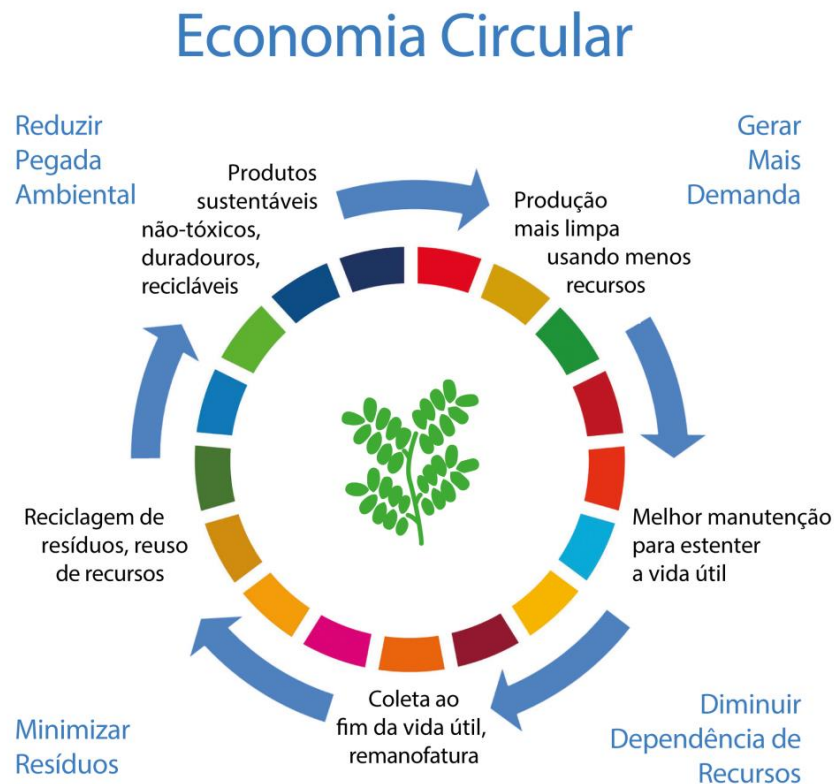 Economia Circular
Reduzir
Pegada
Ambiental
Gerar
Mais
Demanda
Produtos
sustentáveis
não-tóxicos,
duradouros,
recicláveis
Produção
mais limpa
usando menos
recursos
Melhor manutenção
para estenter
a vida útil
Coleta ao
fim da vida útil,
remanofatura
Reciclagem de
resíduos, reuso
de recursos
Minimizar
Resíduos
Diminuir
Dependência de
Recursos